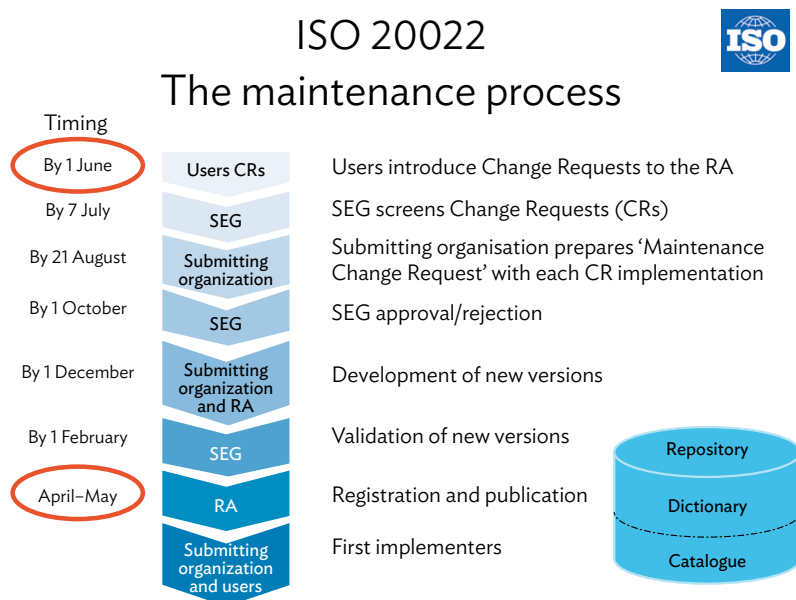 ISO 20022
ISO
The maintenance process
Timing
By 1 June
Users CRs
Users introduce Change Requests to the RA
By 7 July
SEG
SEG screens Change Requests (CRs)
By 21 August
Submitting
organization
Submitting organisation prepares ‘Maintenance
Change Request’ with each CR implementation
By 1 October
SEG
SEG approval/rejection
By 1 December
Submitting
organization
and RA
Development of new versions
By 1 February
SEG
Validation of new versions
April–May
RA
Registration and publication
Submitting
organization
and users
First implementers
Repository
Dictionary
Catalogue